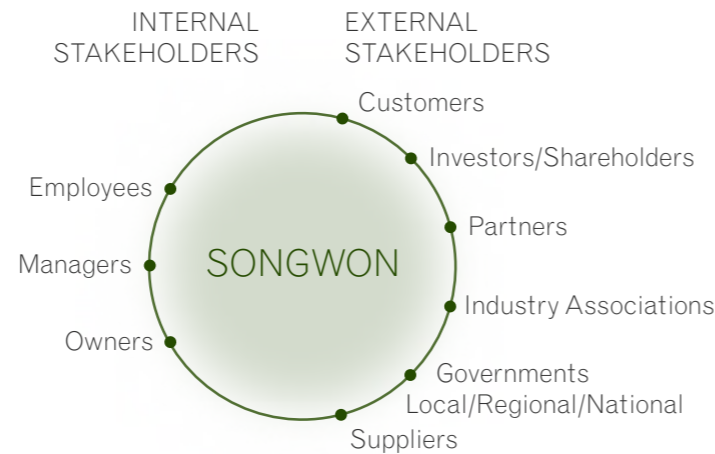 INTERNAL
STAKEHOLDERS
EXTERNAL
STAKEHOLDERS
Customers
Investors/Shareholders
Employees
Partners
Managers
SONGWON
Industry Associations
Owners
Governments
Local/Regional/National
Suppliers